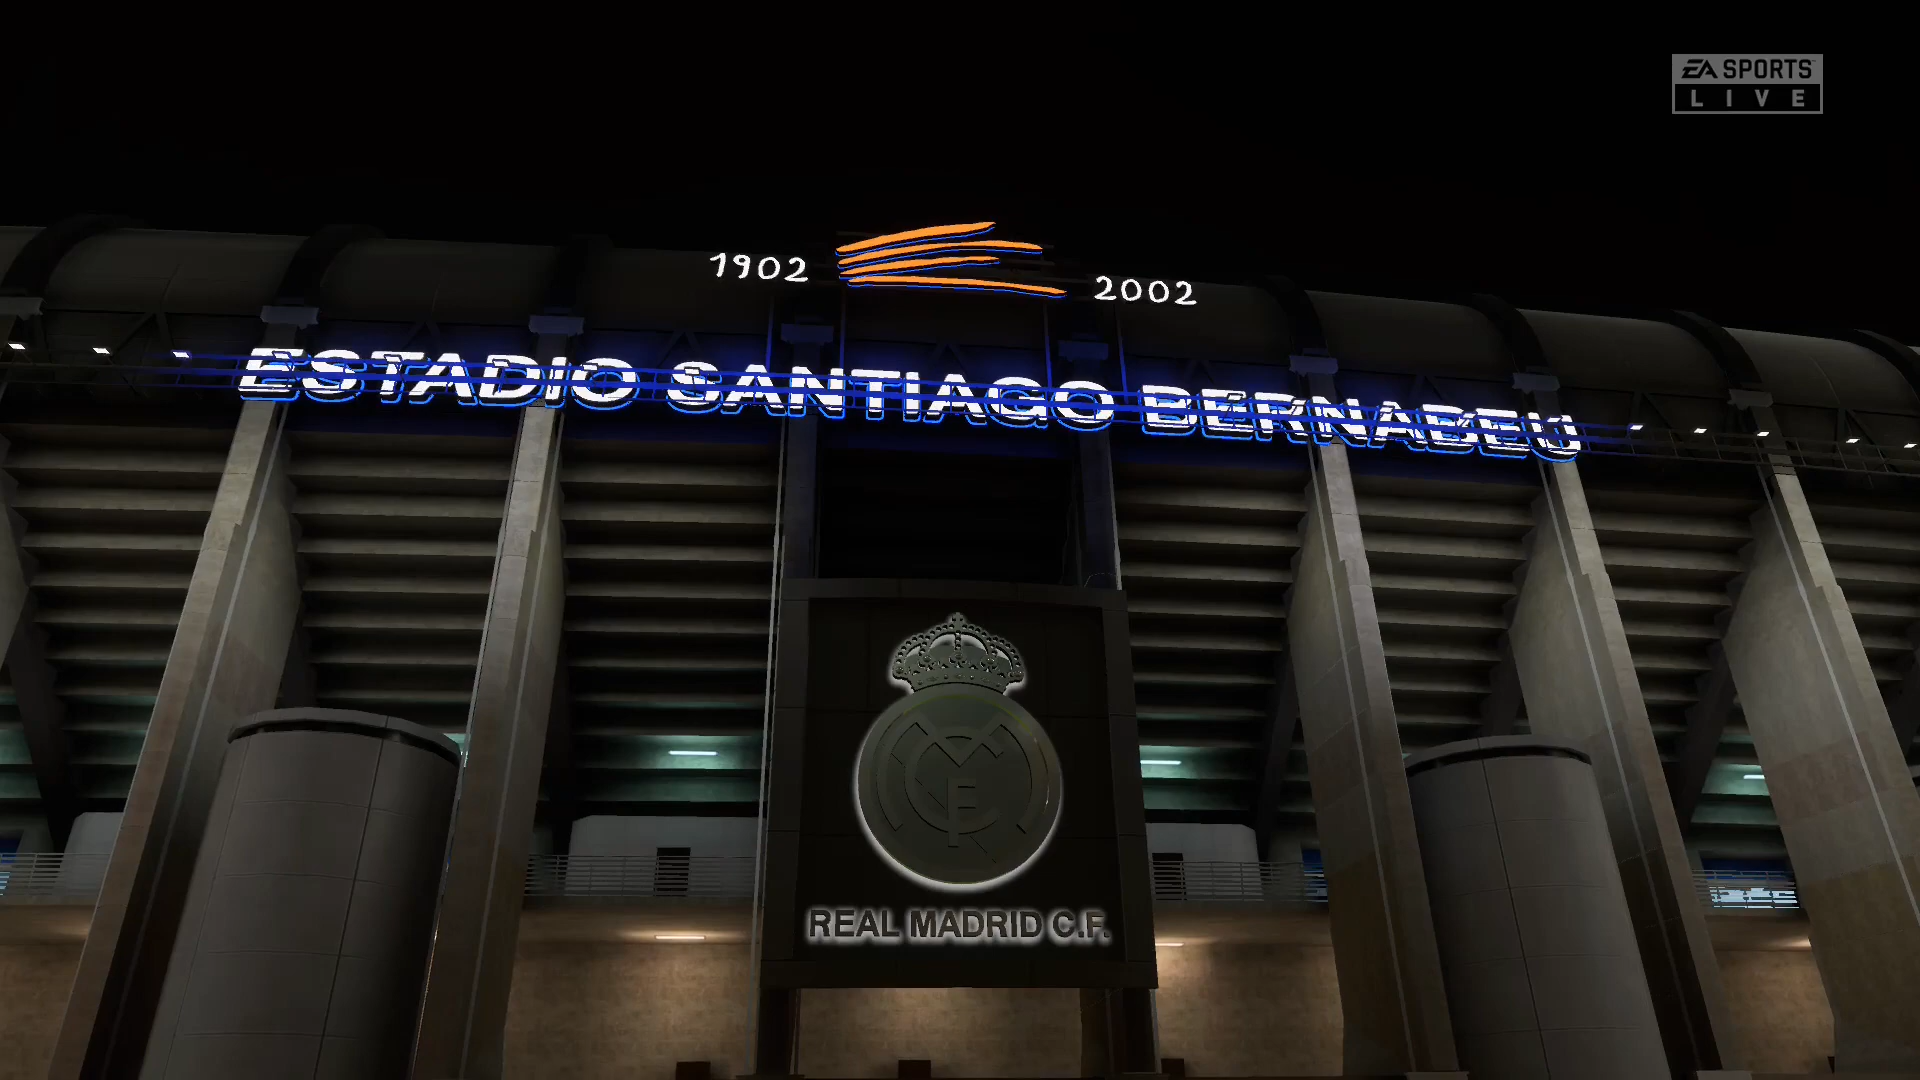 EA SPORTS
LIVE
1902
2002
ESTADIO SANTIAGO BERNABEU
REAL MADRID C.F.